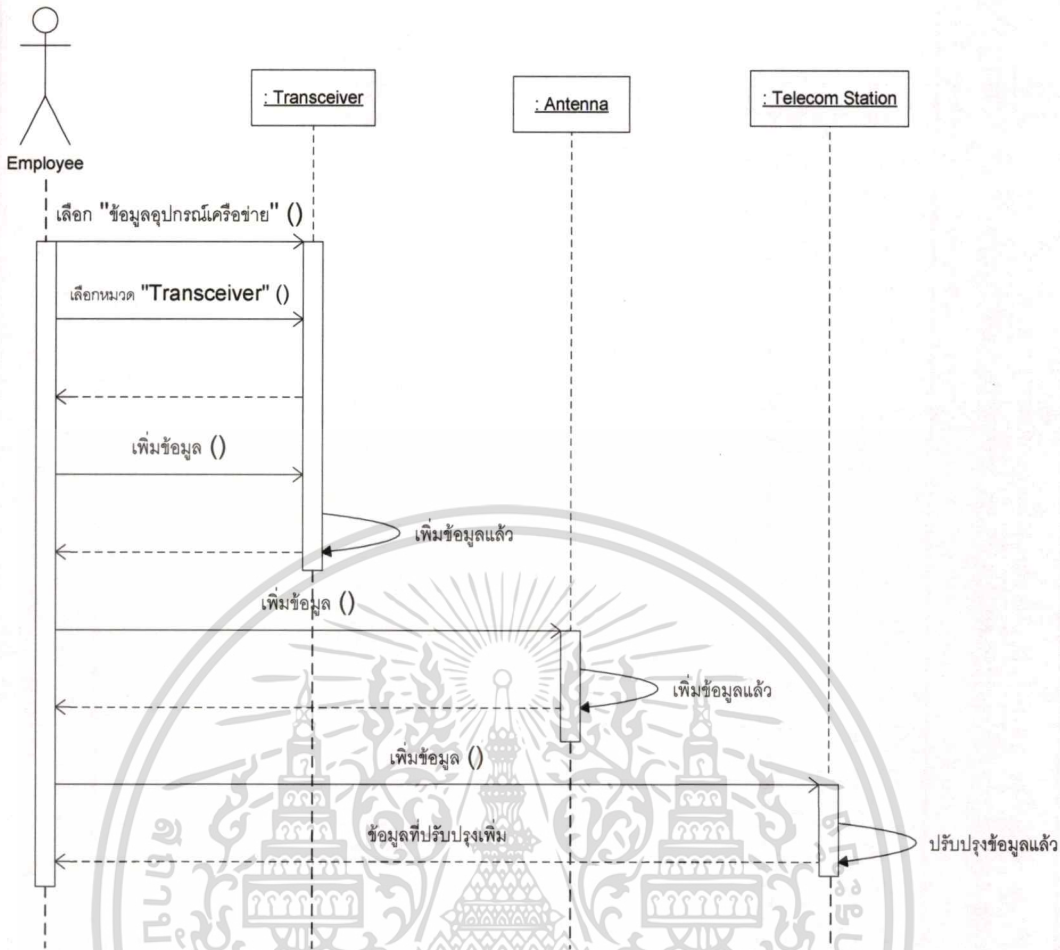 Employee
: Transceiver
: Antenna
: Telecom Station
เลือก "ข้อมูลอุปกรณ์เครือข่าย" ()
เลือกหมวด "Transceiver" ()
เพิ่มข้อมูล ()
เพิ่มข้อมูลแล้ว
เพิ่มข้อมูล ()
เพิ่มข้อมูลแล้ว
เพิ่มข้อมูล ()
ข้อมูลที่ปรับปรุงเพิ่ม
ปรับปรุงข้อมูลแล้ว